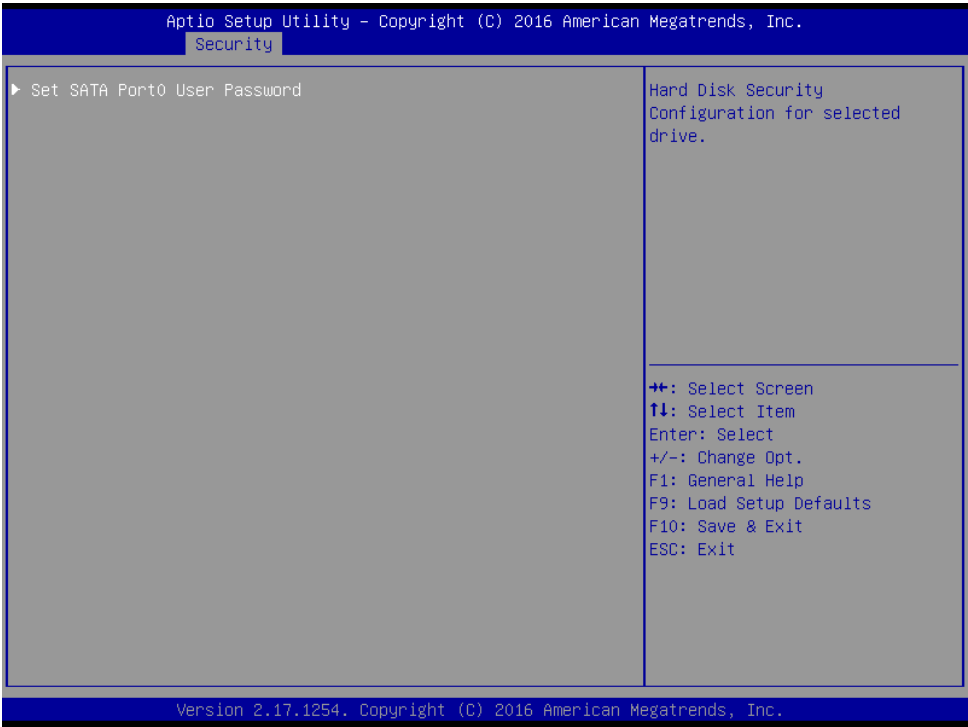 Aptio Setup Utility – Copyright (C) 2016 American Megatrends, Inc.
Security
▶ Set SATA Port0 User Password
Hard Disk Security
Configuration for selected
drive.
→←: Select Screen
↑↓: Select Item
Enter: Select
+/-: Change Opt.
F1: General Help
F9: Load Setup Defaults
F10: Save & Exit
ESC: Exit
Version 2.17.1254. Copyright (C) 2016 American Megatrends, Inc.